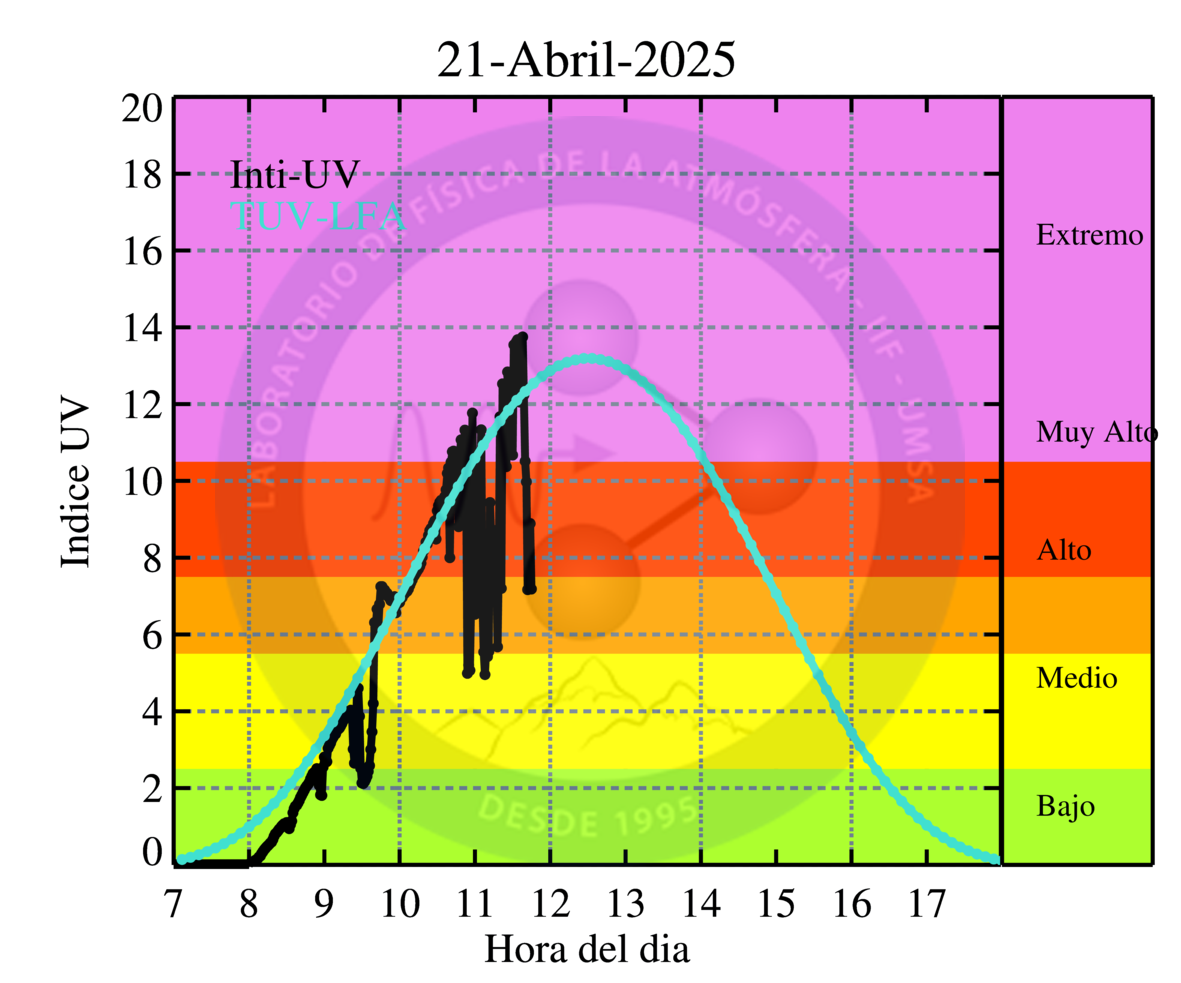 21-Abril-2025
20
18
16
14
12
10
8
6
4
2
0
Indice UV
Inti-UV
TUV-LFA
LABORATORIO DE FÍSICA DE LA ATMÓSFERA - IIF - UMSA
DESDE 1995
Extremo
Muy Alto
Alto
Medio
Bajo
7 8 9 10 11 12 13 14 15 16 17
Hora del dia